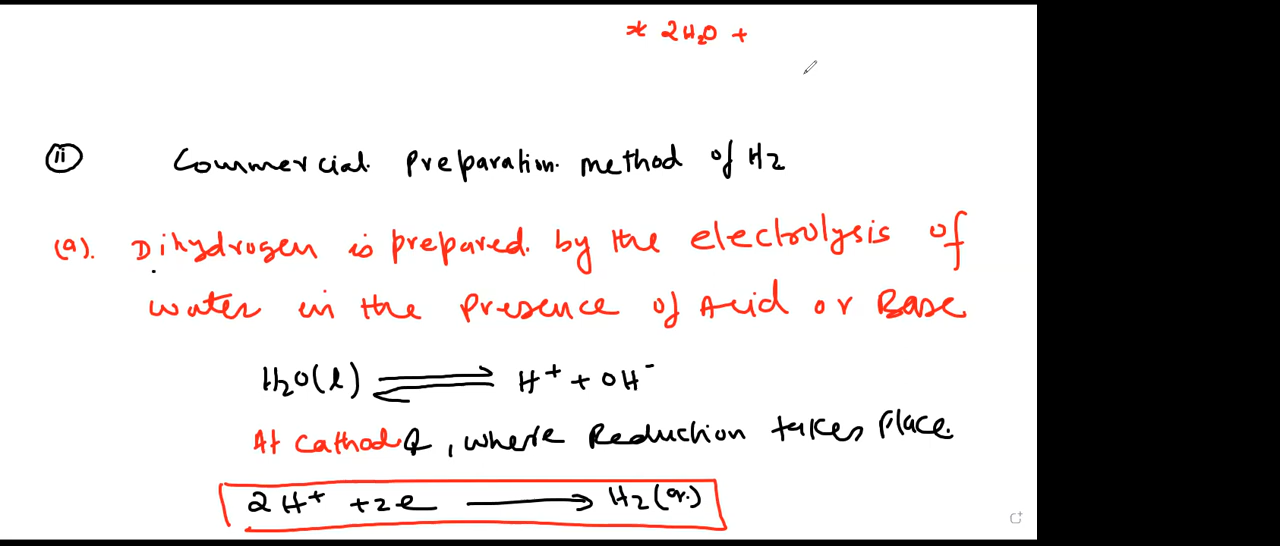 * 2H₂O +
(ii) Commercial preparation method of H2
(a). Dihydrogen is prepared by the electrolysis of
water in the presence of Acid or Base
H₂O(l) ⇌ H⁺ + OH⁻
At cathode, where Reduction takes place.
2H⁺ + 2e ⟶ H₂(g)